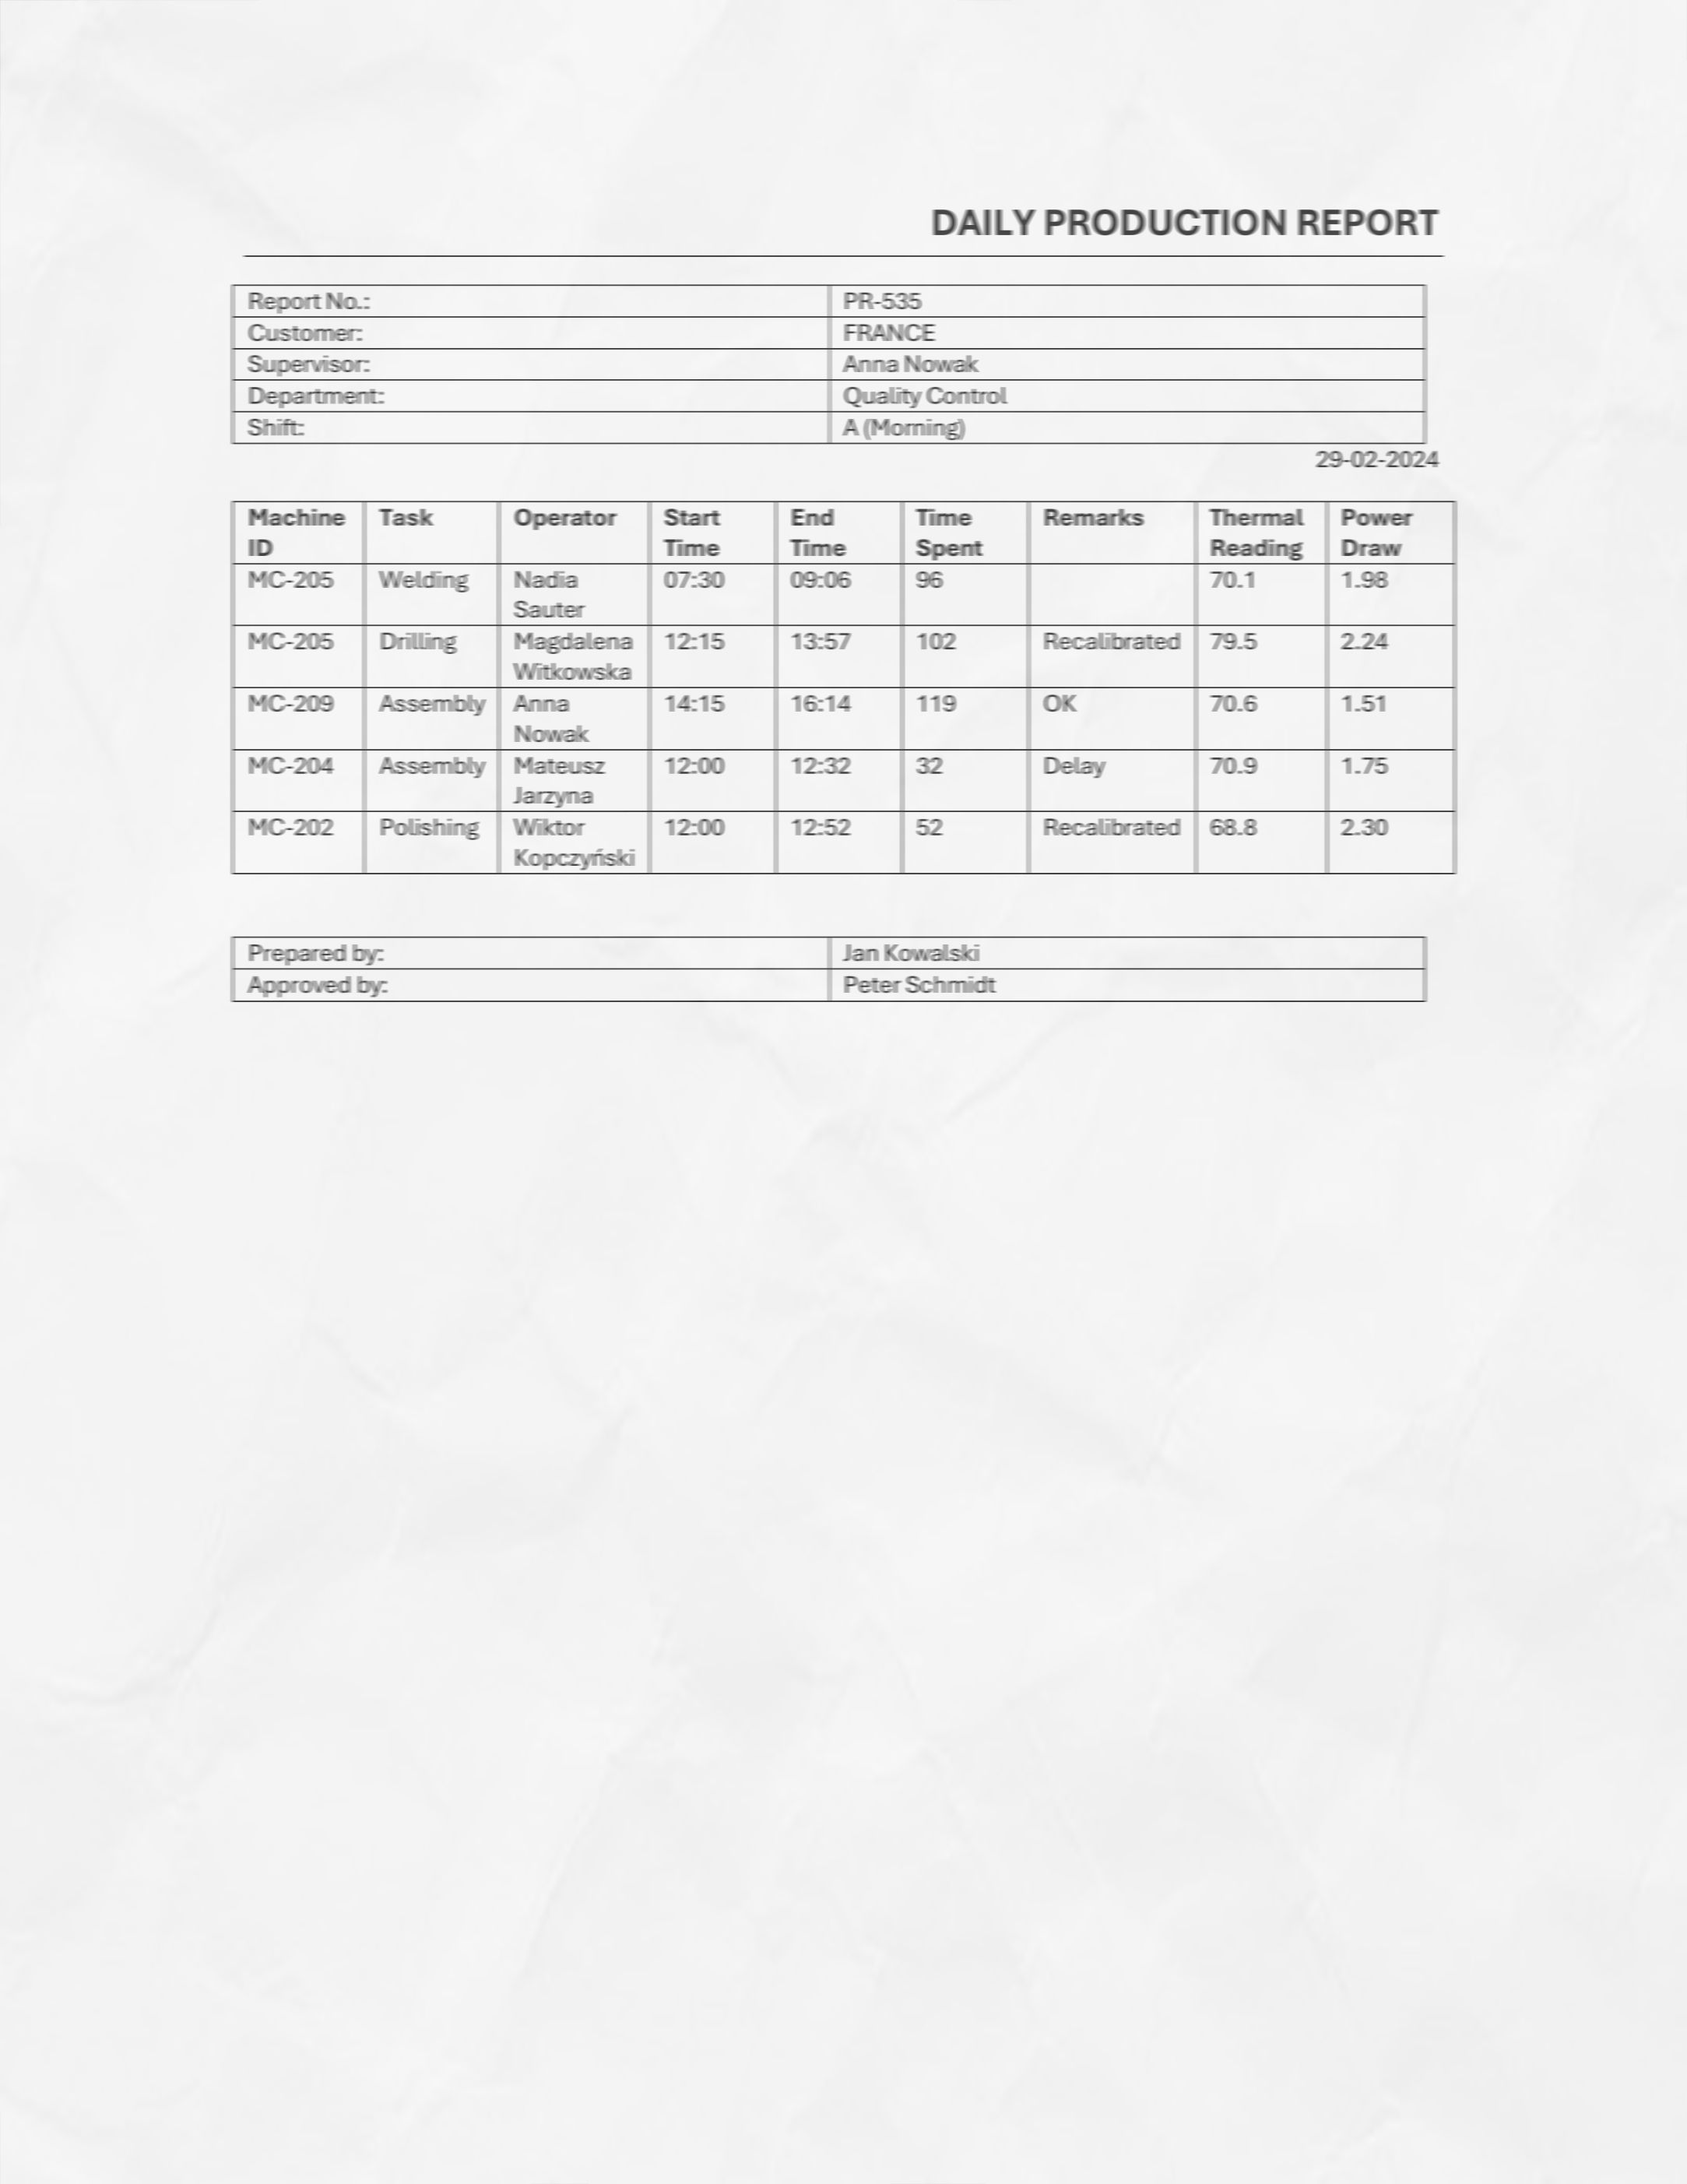 DAILY PRODUCTION REPORT
Report No.: PR-535
Customer: FRANCE
Supervisor: Anna Nowak
Department: Quality Control
Shift: A (Morning)
29-02-2024
Machine ID Task Operator Start Time End Time Time Spent Remarks Thermal Reading Power Draw
MC-205 Welding Nadia Sauter 07:30 09:06 96 70.1 1.98
MC-205 Drilling Magdalena Witkowska 12:15 13:57 102 Recalibrated 79.5 2.24
MC-209 Assembly Anna Nowak 14:15 16:14 119 OK 70.6 1.51
MC-204 Assembly Mateusz Jarzyna 12:00 12:32 32 Delay 70.9 1.75
MC-202 Polishing Wiktor Kopczyński 12:00 12:52 52 Recalibrated 68.8 2.30
Prepared by: Jan Kowalski
Approved by: Peter Schmidt